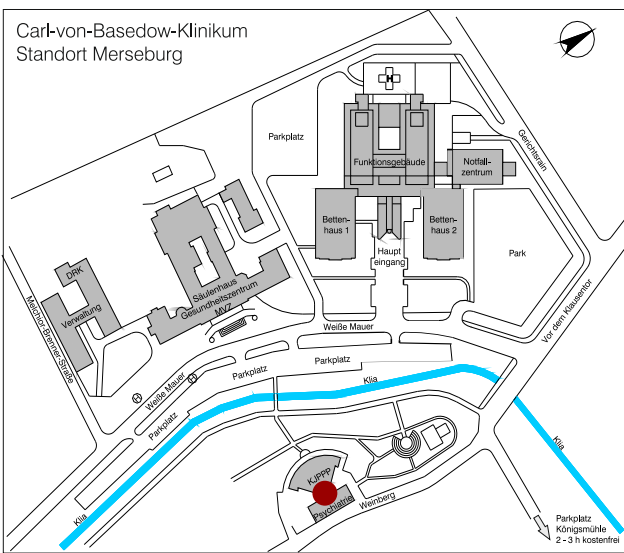 Carl-von-Basedow-Klinikum
Standort Merseburg
H
Parkplatz
Gerichtsrain
Funktionsgebäude
Notfall-
zentrum
Betten-
haus 1
Betten-
haus 2
Haupt
eingang
Park
DRK
Verwaltung
Säulenhaus
Gesundheitszentrum
MVZ
Melchior-Brenner-Straße
Vor dem Klausentor
Weiße Mauer
Parkplatz
Parkplatz
Klia
Weiße Mauer
H
H
Parkplatz
Klia
Klia
KJPPP
Psychiatrie
Weinberg
Parkplatz
Königsmühle
2 - 3 h kostenfrei